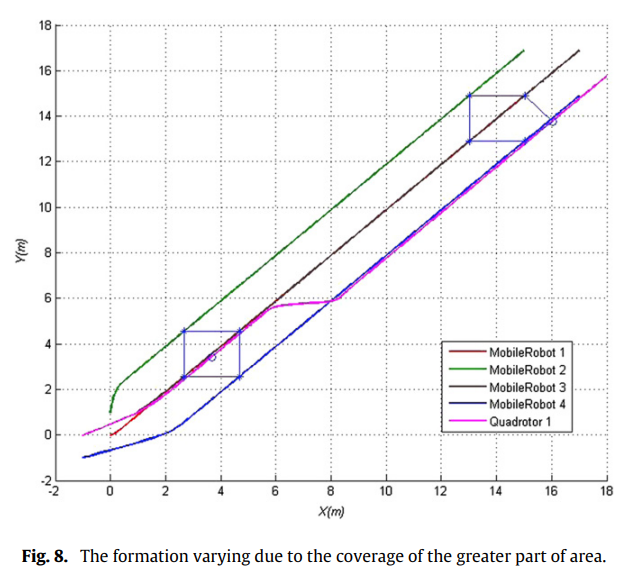 18
16
14
12
10
8
6
4
2
0
-2
Y(m)
-2 0 2 4 6 8 10 12 14 16 18
X(m)
MobileRobot 1
MobileRobot 2
MobileRobot 3
MobileRobot 4
Quadrotor 1
Fig. 8. The formation varying due to the coverage of the greater part of area.